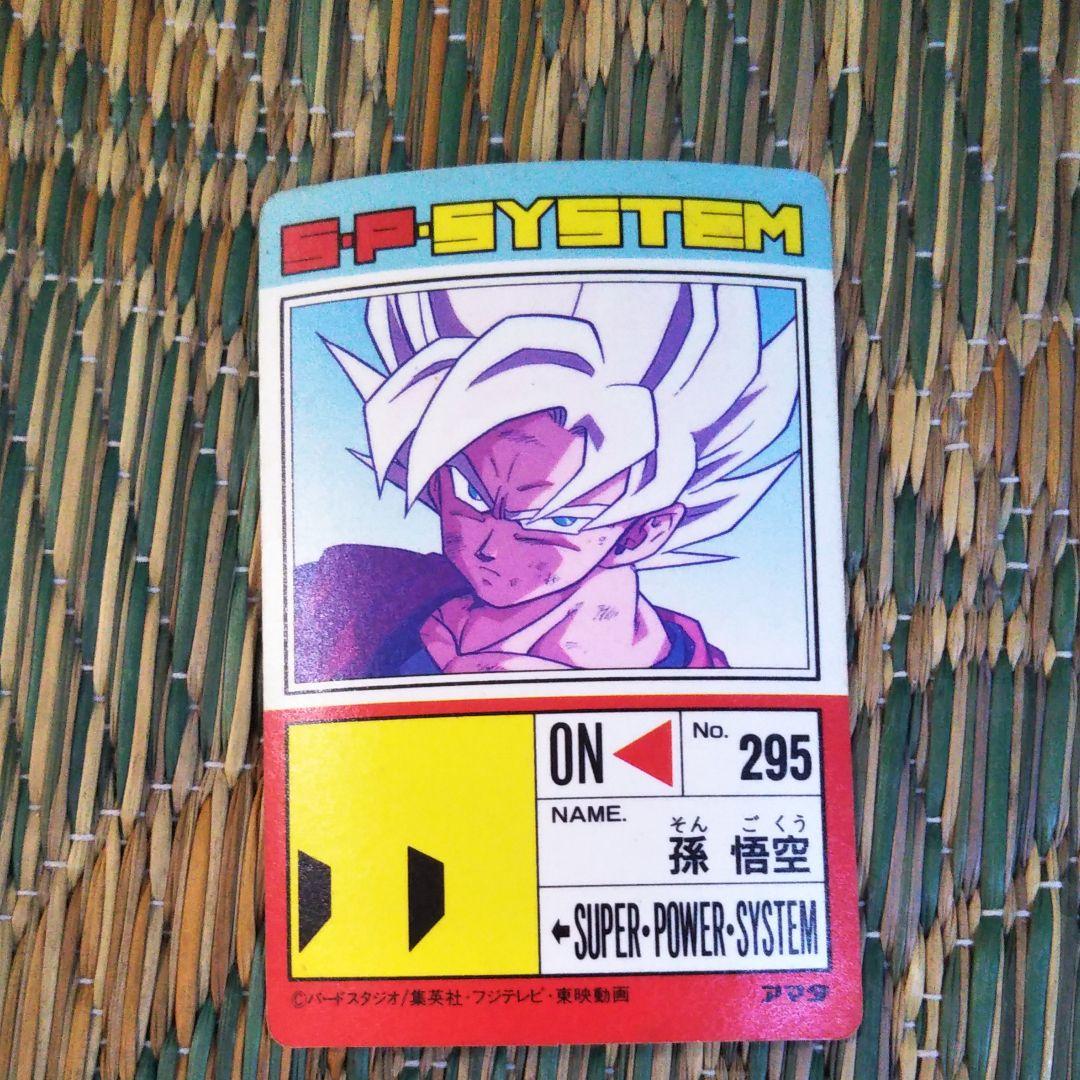 S·P·SYSTEM
ON
No. 295
NAME.
そん ご くう
孫 悟空
←SUPER·POWER·SYSTEM
©バードスタジオ/集英社・フジテレビ・東映動画
アマダ